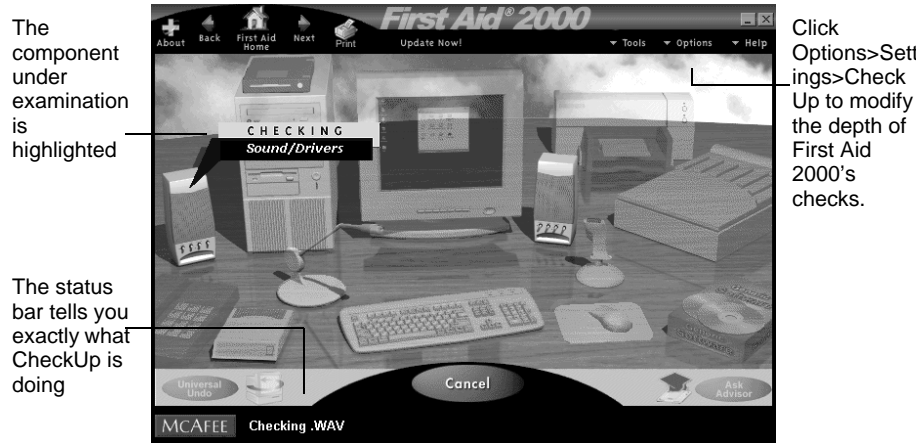 The
component
under
examination
is
highlighted
The status
bar tells you
exactly what
CheckUp is
doing
First Aid® 2000
About
Back
First Aid
Home
Next
Print
Update Now!
Tools
Options
Help
CHECKING
Sound/Drivers
Universal
Undo
Cancel
Ask
Advisor
MCAFEE
Checking .WAV
Click
Options>Sett
ings>Check
Up to modify
the depth of
First Aid
2000's
checks.